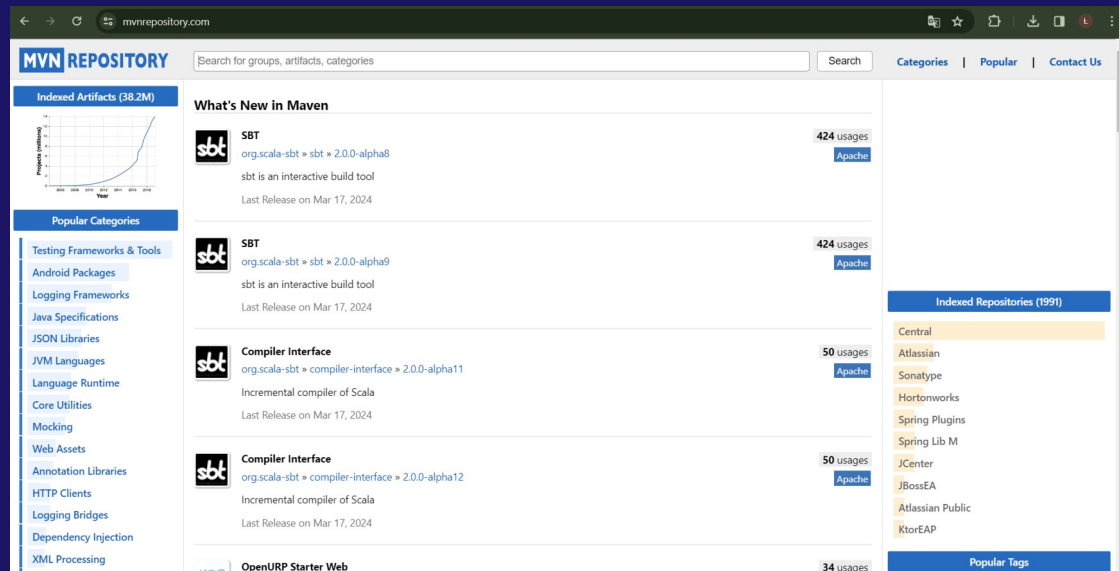 mvnrepository.com
MVN REPOSITORY
Search for groups, artifacts, categories
Search
Categories | Popular | Contact Us
Indexed Artifacts (38.2M)
Projects (millions)
Year
Popular Categories
Testing Frameworks & Tools
Android Packages
Logging Frameworks
Java Specifications
JSON Libraries
JVM Languages
Language Runtime
Core Utilities
Mocking
Web Assets
Annotation Libraries
HTTP Clients
Logging Bridges
Dependency Injection
XML Processing
What's New in Maven
sbt
SBT
424 usages
org.scala-sbt » sbt » 2.0.0-alpha8
Apache
sbt is an interactive build tool
Last Release on Mar 17, 2024
sbt
SBT
424 usages
org.scala-sbt » sbt » 2.0.0-alpha9
Apache
sbt is an interactive build tool
Last Release on Mar 17, 2024
sbt
Compiler Interface
50 usages
org.scala-sbt » compiler-interface » 2.0.0-alpha11
Apache
Incremental compiler of Scala
Last Release on Mar 17, 2024
sbt
Compiler Interface
50 usages
org.scala-sbt » compiler-interface » 2.0.0-alpha12
Apache
Incremental compiler of Scala
Last Release on Mar 17, 2024
OpenURP Starter Web
34 usages
Indexed Repositories (1991)
Central
Atlassian
Sonatype
Hortonworks
Spring Plugins
Spring Lib M
JCenter
JBossEA
Atlassian Public
KtorEAP
Popular Tags